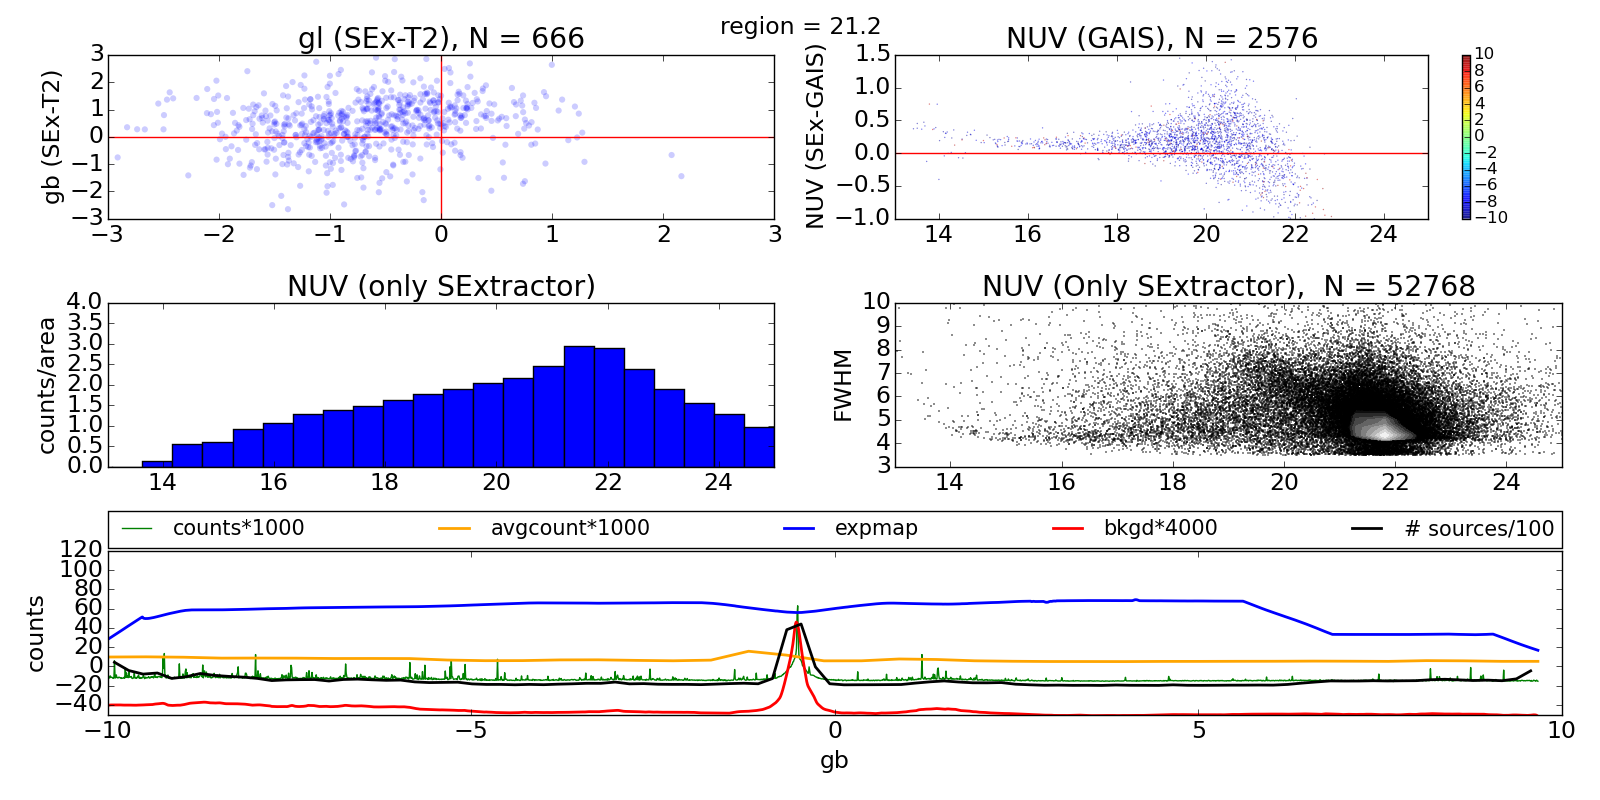 region = 21.2
gl (SEx-T2), N = 666
gb (SEx-T2)
3
2
1
0
−1
−2
−3
−3 −2 −1 0 1 2 3
NUV (GAIS), N = 2576
NUV (SEx-GAIS)
1.5
1.0
0.5
0.0
−0.5
−1.0
14 16 18 20 22 24
10
8
6
4
2
0
−2
−4
−6
−8
−10
NUV (only SExtractor)
counts/area
4.0
3.5
3.0
2.5
2.0
1.5
1.0
0.5
0.0
14 16 18 20 22 24
NUV (Only SExtractor),  N = 52768
FWHM
10
9
8
7
6
5
4
3
14 16 18 20 22 24
counts*1000 avgcount*1000 expmap bkgd*4000 # sources/100
counts
120
100
80
60
40
20
0
−20
−40
−10 −5 0 5 10
gb